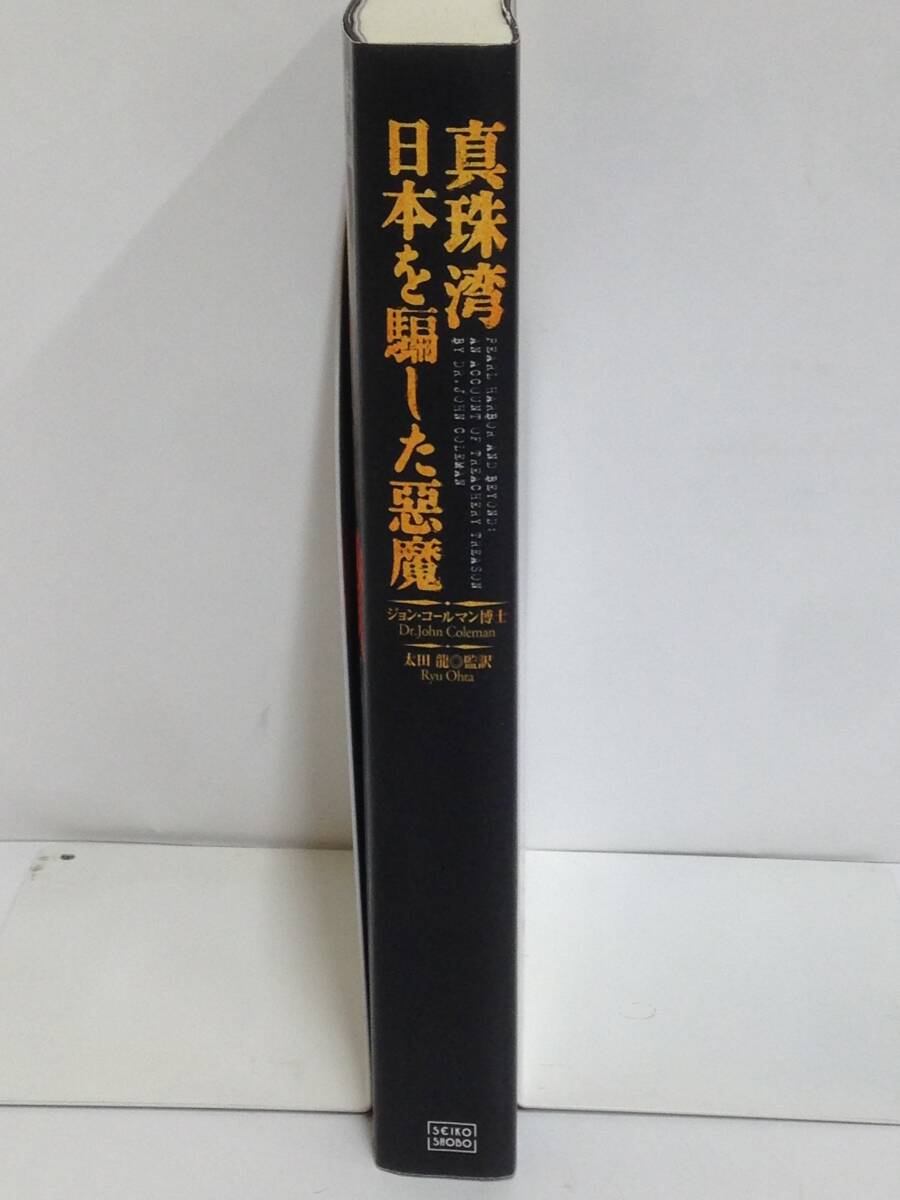 真珠湾
日本を騙した惡魔
PEARL HARBOR AND BEYOND:
AN ACCOUNT OF TREACHERY TREASON
BY DR.JOHN COLEMAN
ジョン・コールマン博士
Dr.John Coleman
太田 龍◎監訳
Ryu Ohta
SEIKO
SHOBO